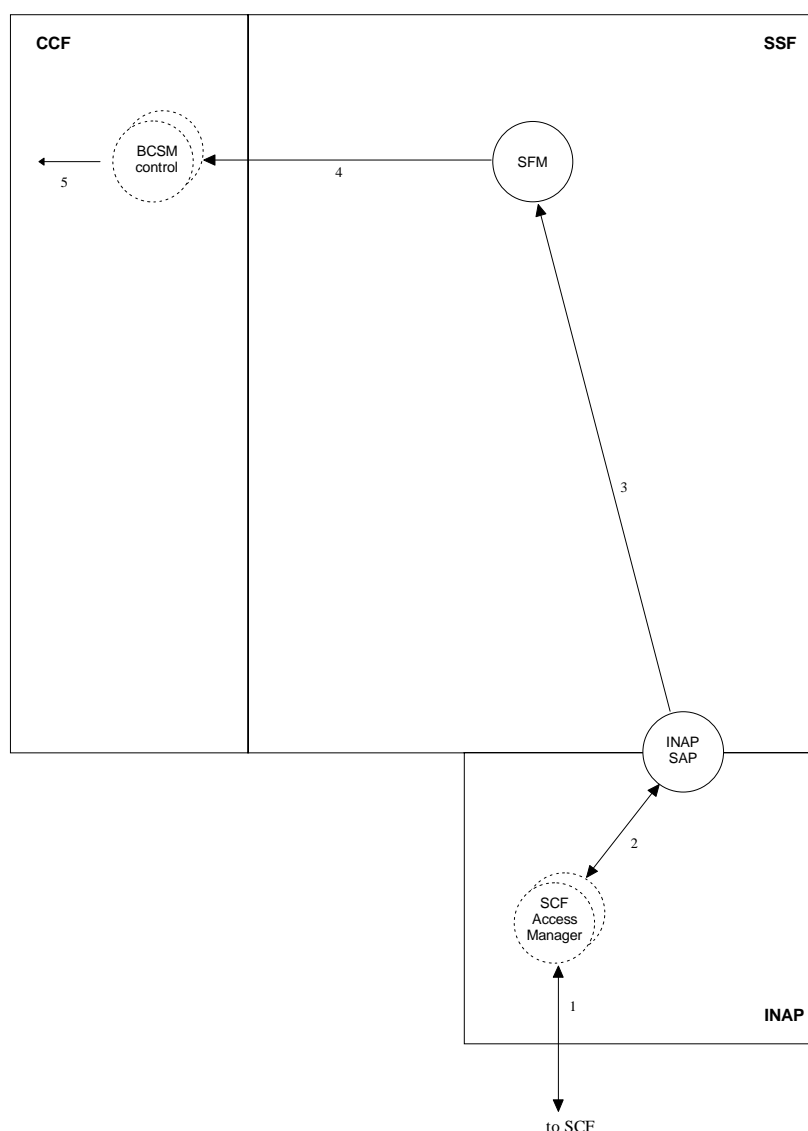 CCF
SSF
BCSM
control
SFM
5
4
3
INAP
SAP
2
SCF
Access
Manager
1
INAP
to SCF